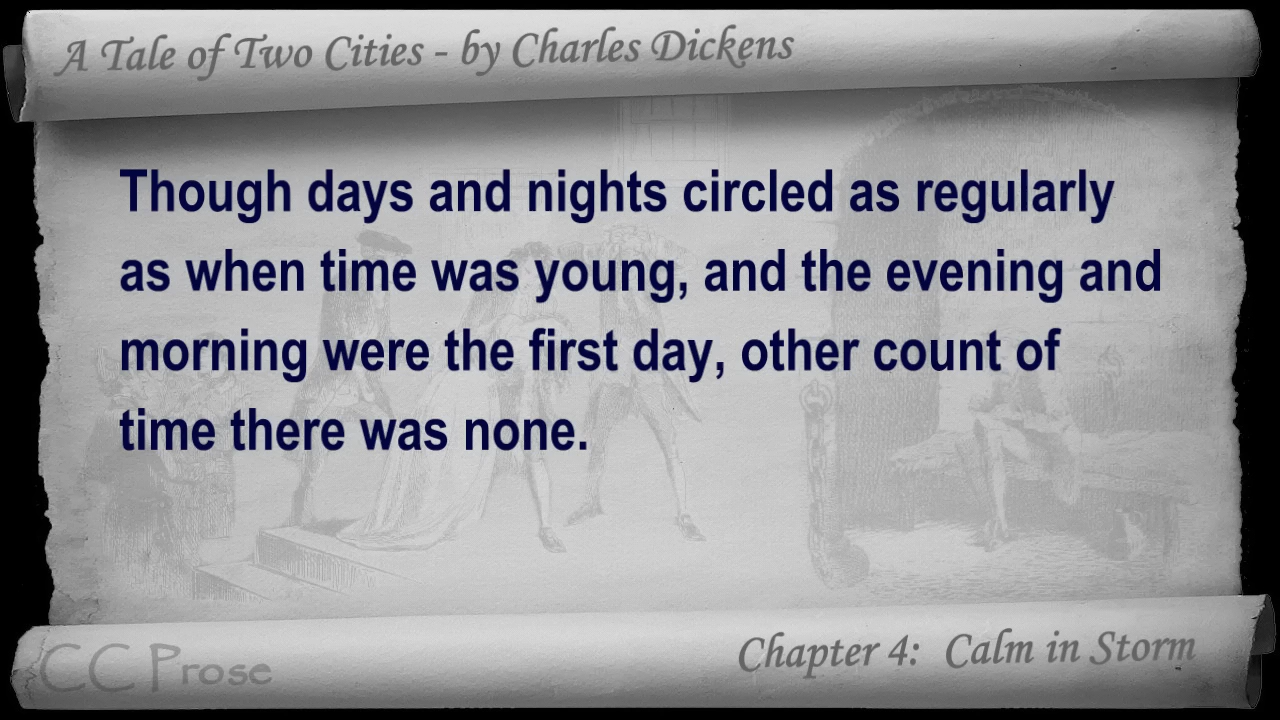 A Tale of Two Cities - by Charles Dickens
Though days and nights circled as regularly
as when time was young, and the evening and
morning were the first day, other count of
time there was none.
CC Prose
Chapter 4: Calm in Storm